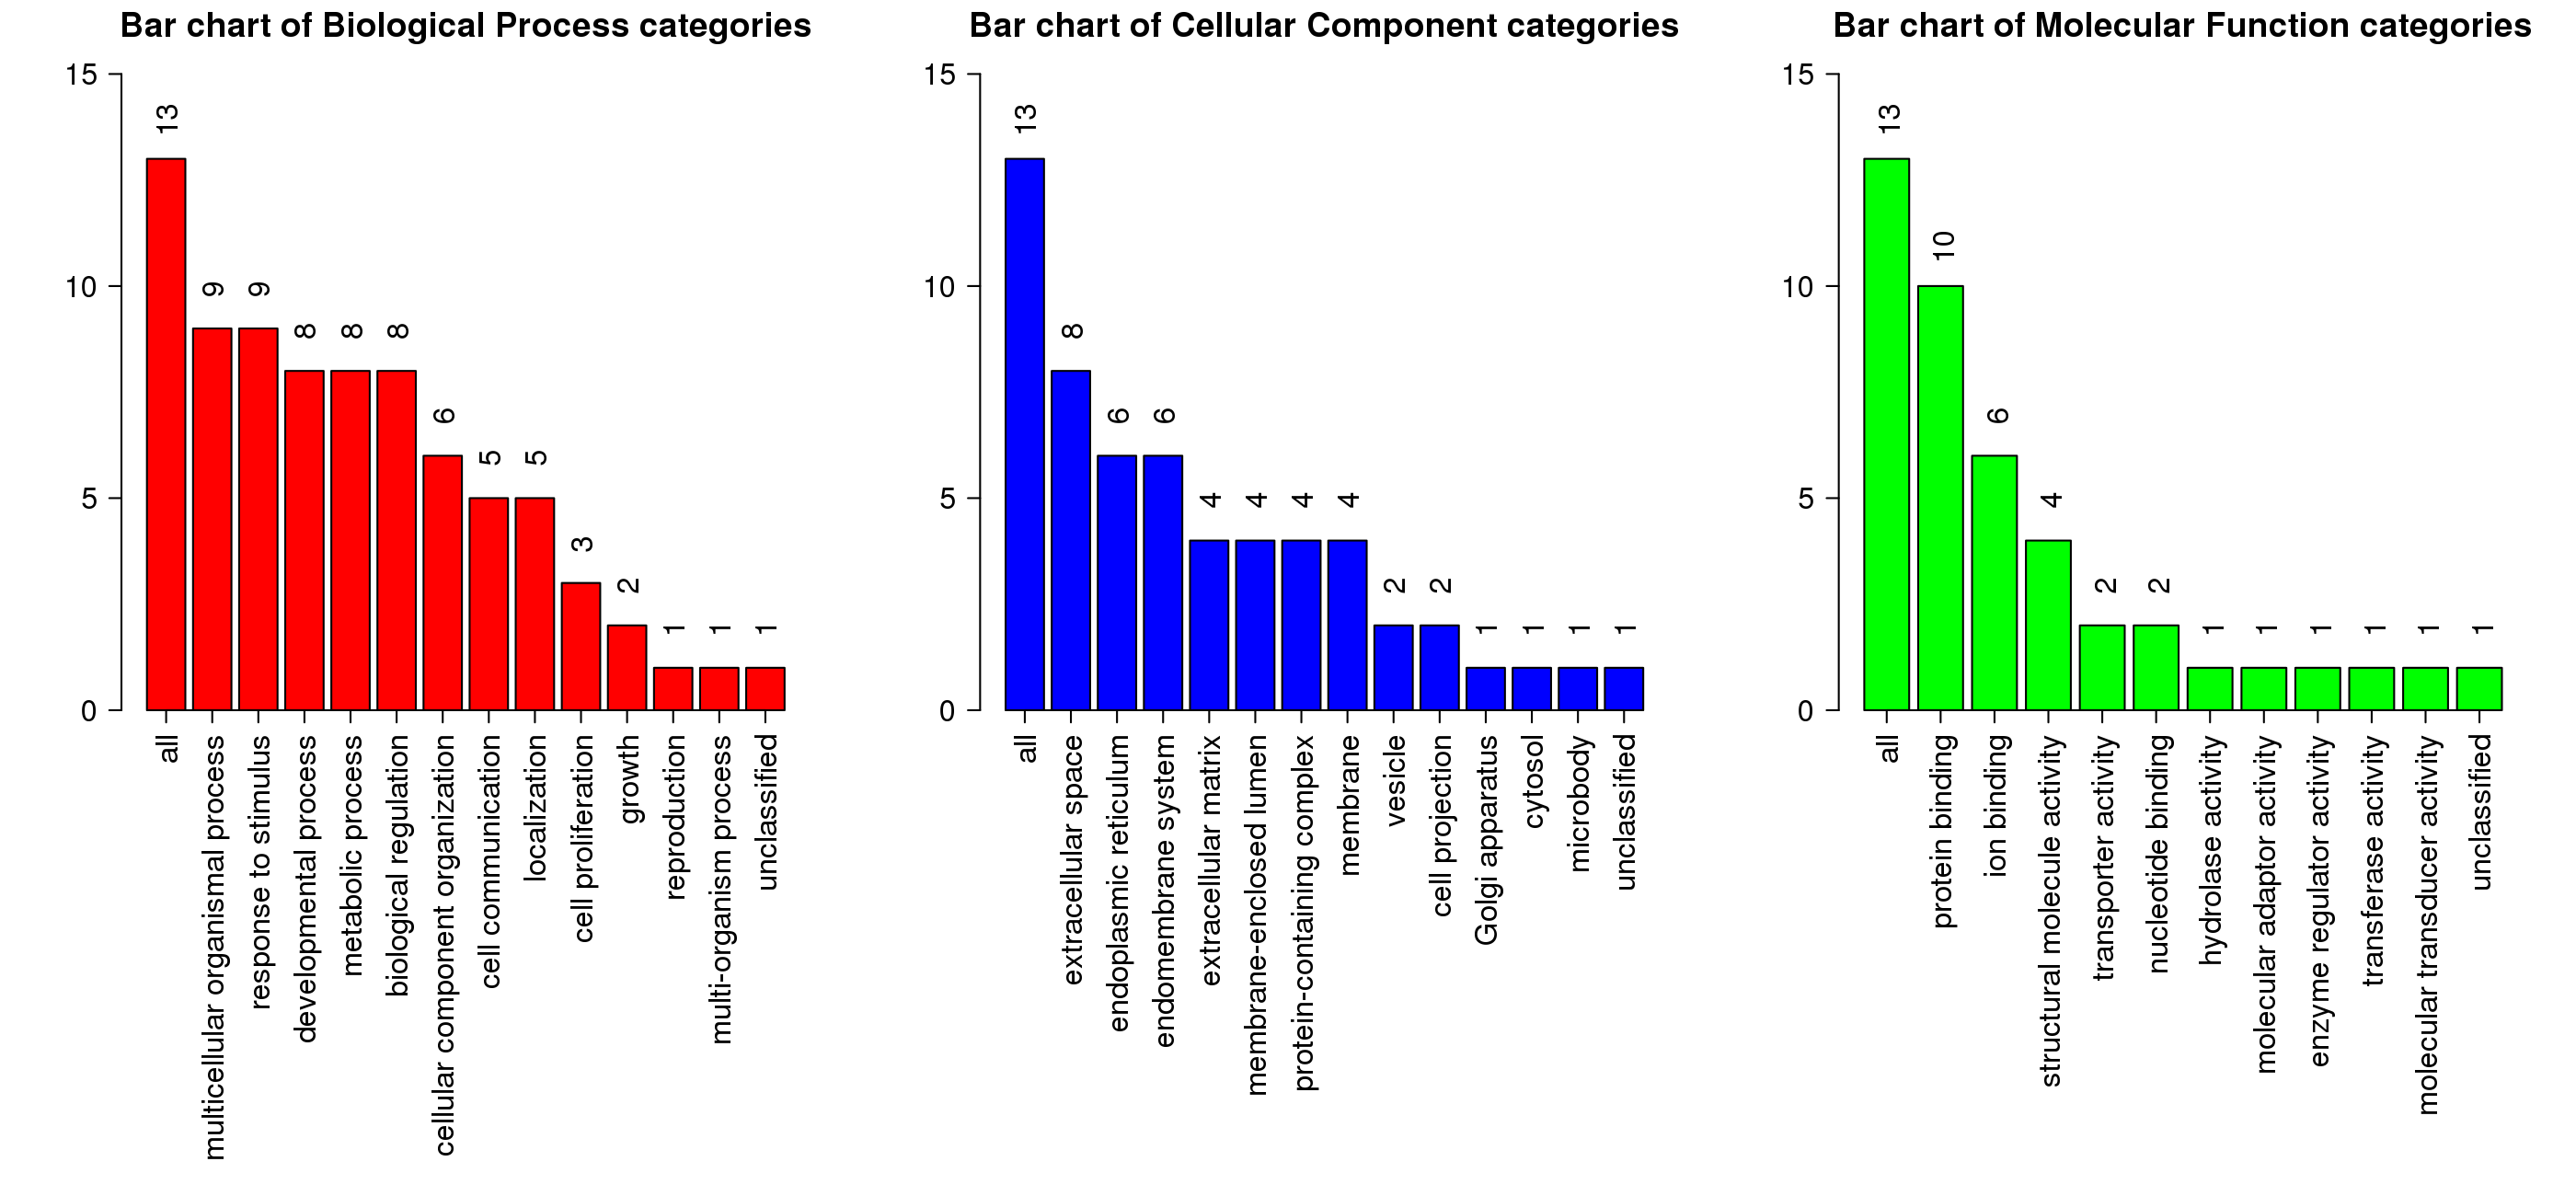 Bar chart of Biological Process categories
15
10
5
0
13
9
9
8
8
8
6
5
5
3
2
1
1
1
all
multicellular organismal process
response to stimulus
developmental process
metabolic process
biological regulation
cellular component organization
cell communication
localization
cell proliferation
growth
reproduction
multi-organism process
unclassified
Bar chart of Cellular Component categories
15
10
5
0
13
8
6
6
4
4
4
4
2
2
1
1
1
1
all
extracellular space
endoplasmic reticulum
endomembrane system
extracellular matrix
membrane-enclosed lumen
protein-containing complex
membrane
vesicle
cell projection
Golgi apparatus
cytosol
microbody
unclassified
Bar chart of Molecular Function categories
15
10
5
0
13
10
6
4
2
2
1
1
1
1
1
1
all
protein binding
ion binding
structural molecule activity
transporter activity
nucleotide binding
hydrolase activity
molecular adaptor activity
enzyme regulator activity
transferase activity
molecular transducer activity
unclassified